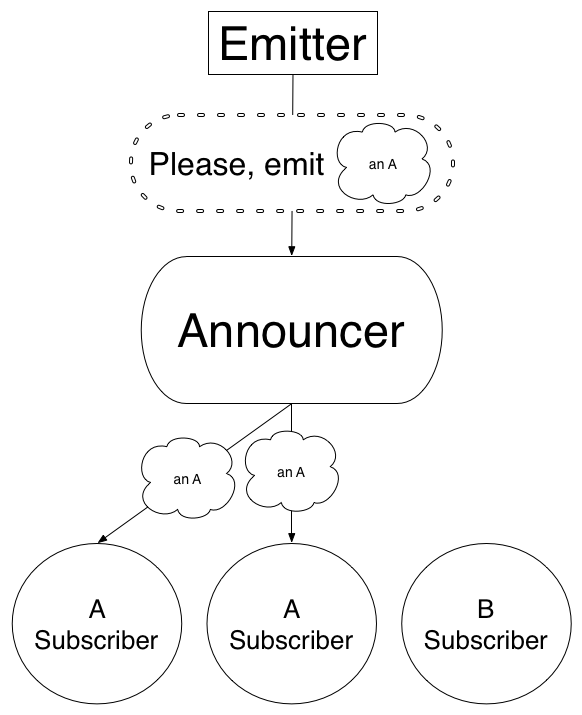 Emitter
Please, emit an A
Announcer
an A an A
A
Subscriber
A
Subscriber
B
Subscriber